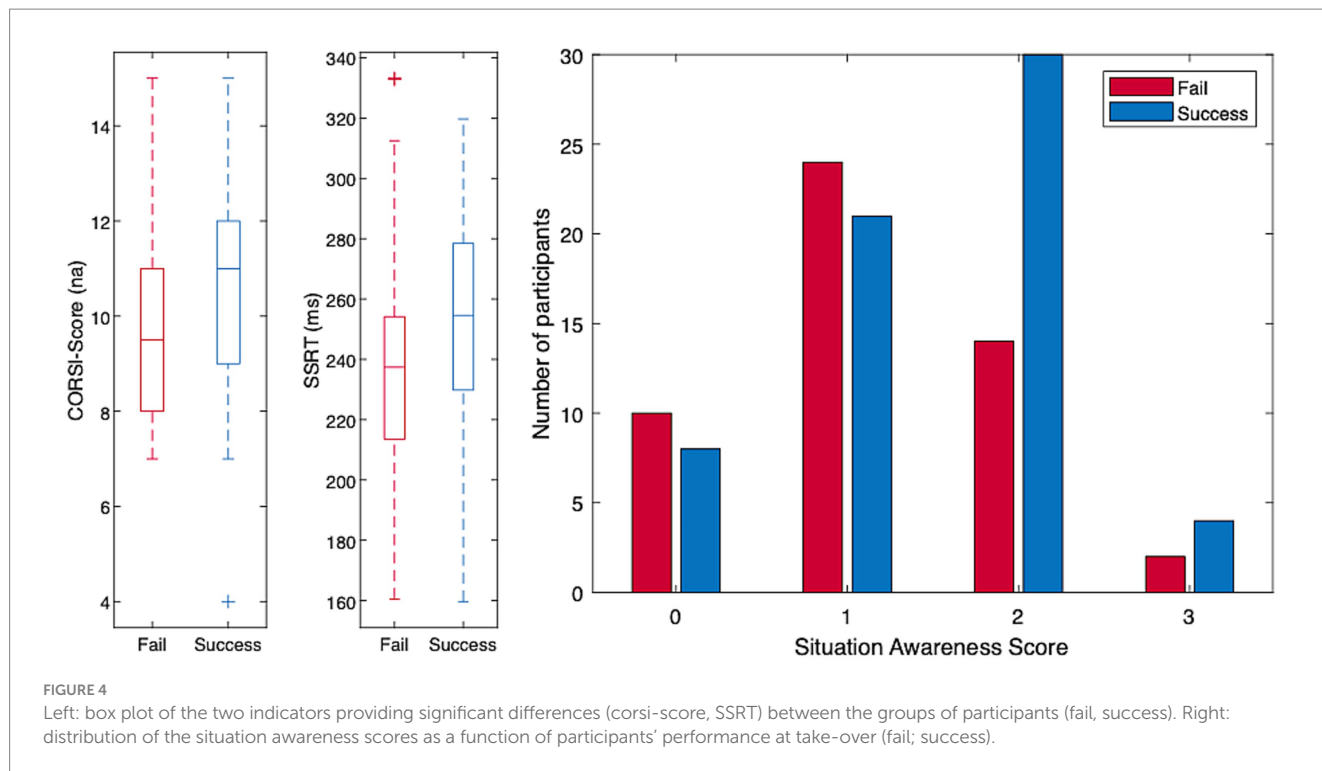 CORSI-Score (na)
14
12
10
8
6
4
Fail Success
SSRT (ms)
340
320
300
280
260
240
220
200
180
160
Fail Success
Number of participants
30
25
20
15
10
5
0
Fail
Success
0 1 2 3
Situation Awareness Score
FIGURE 4
Left: box plot of the two indicators providing significant differences (corsi-score, SSRT) between the groups of participants (fail, success). Right:
distribution of the situation awareness scores as a function of participants’ performance at take-over (fail; success).